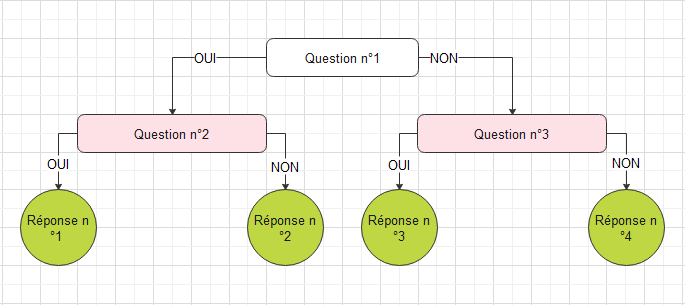 Question n°1
OUI
NON
Question n°2
Question n°3
OUI
NON
OUI
NON
Réponse n
°1
Réponse n
°2
Réponse n
°3
Réponse n
°4